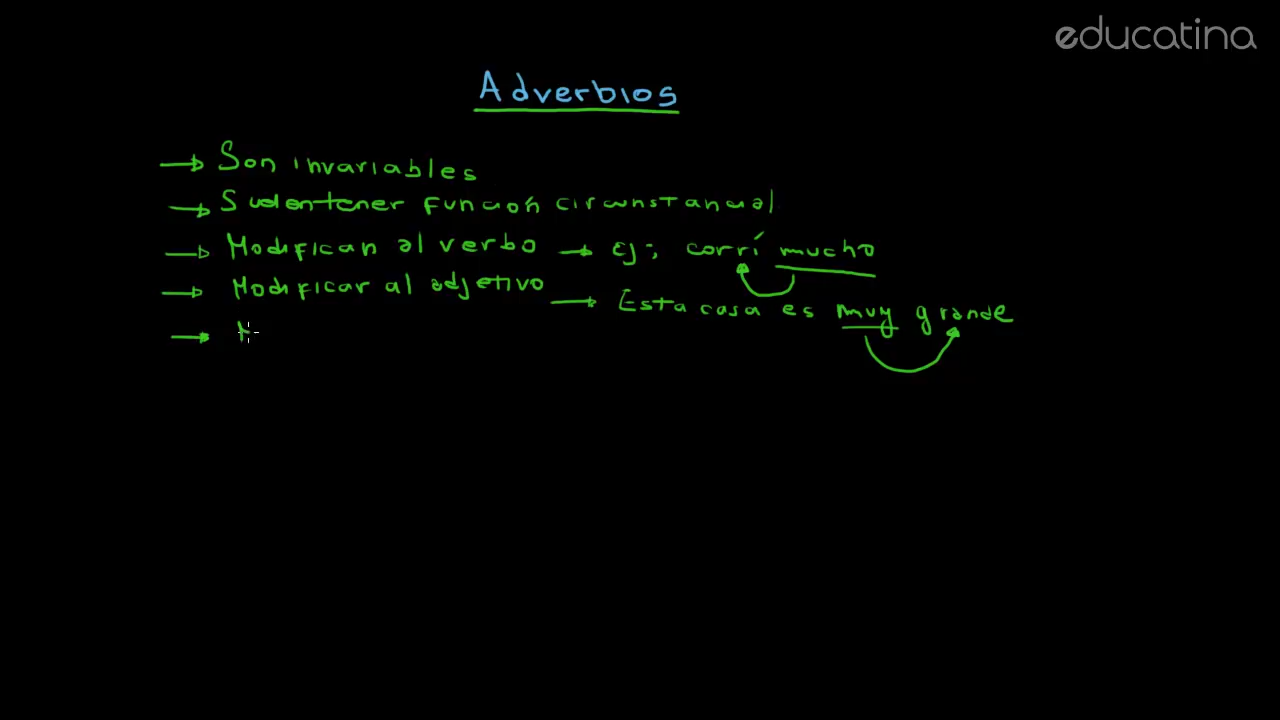 educatina
Adverbios
→ Son invariables
→ Suelen tener función circunstancial
→ Modifican al verbo → Ej: corrí mucho
→ Modificar al adjetivo → Esta casa es muy grande
→